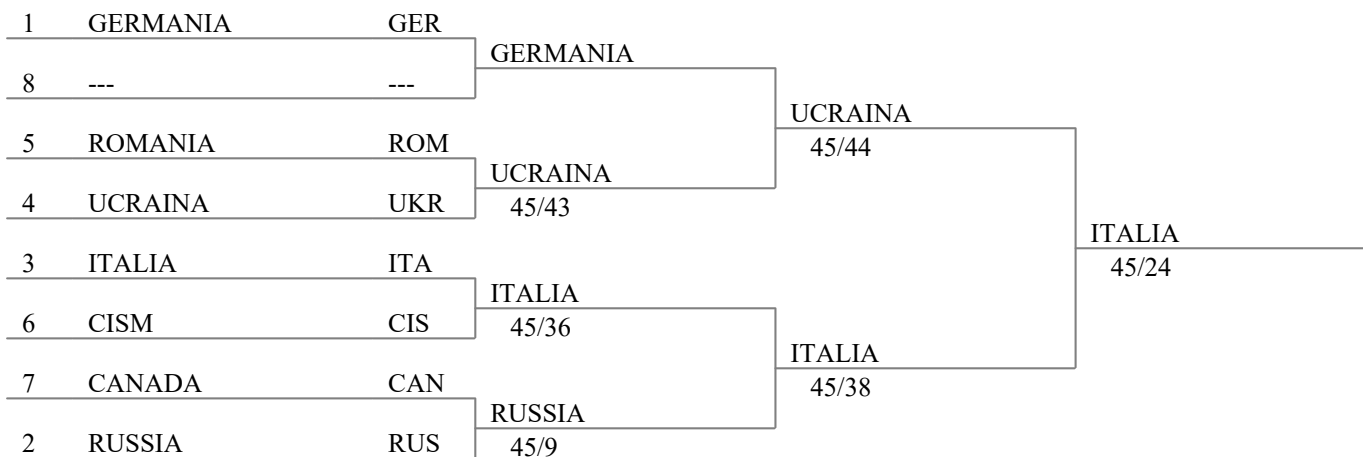 1 GERMANIA GER
GERMANIA
8 --- ---
UCRAINA
45/44
5 ROMANIA ROM
UCRAINA
45/43
4 UCRAINA UKR
ITALIA
45/24
3 ITALIA ITA
ITALIA
45/36
6 CISM CIS
ITALIA
45/38
7 CANADA CAN
RUSSIA
45/9
2 RUSSIA RUS